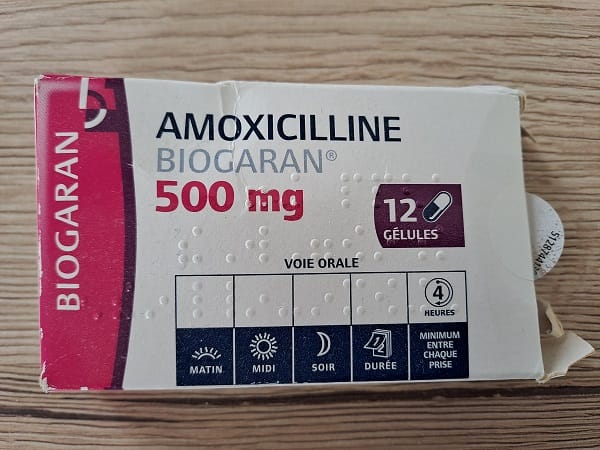 BIOGARAN
AMOXICILLINE
BIOGARAN®
500 mg
12
GÉLULES
VOIE ORALE
4
HEURES
MATIN
MIDI
SOIR
DURÉE
MINIMUM
ENTRE
CHAQUE
PRISE